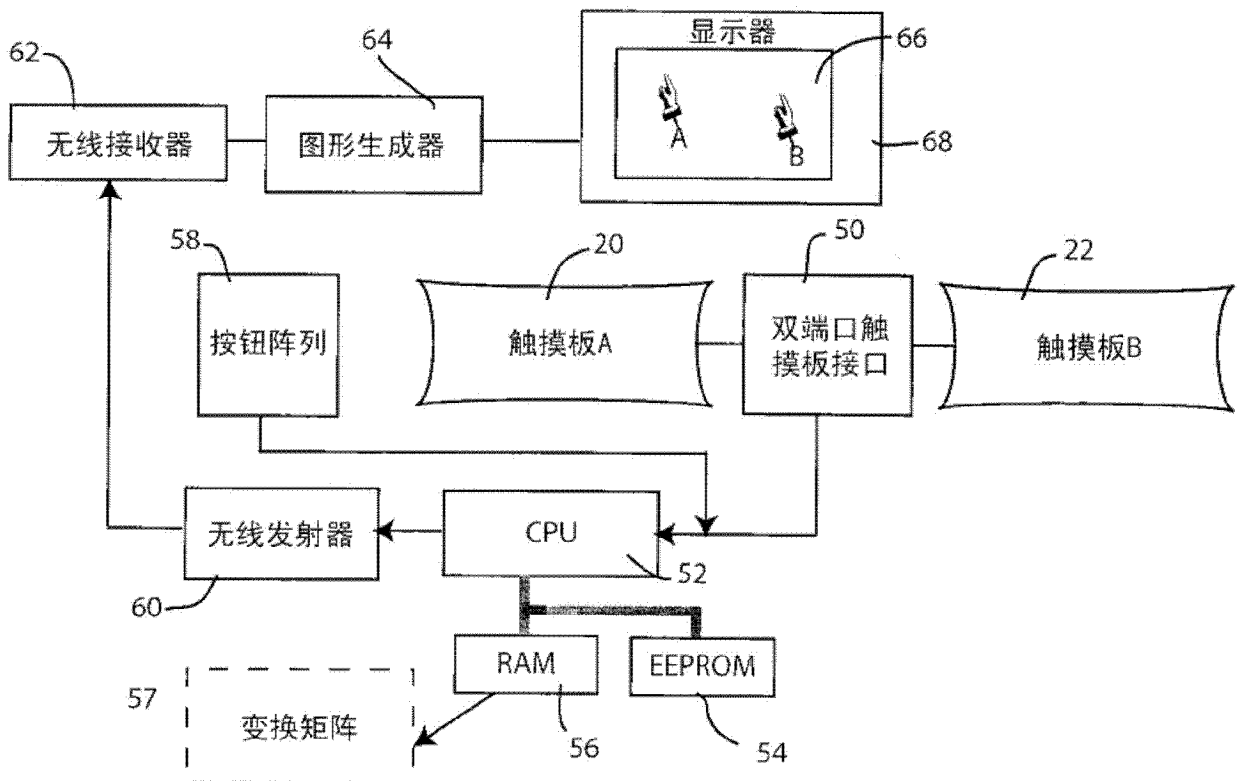 显示器
64
66
62
无线接收器
图形生成器
A
B
68
58
20
50
22
按钮阵列
触摸板A
双端口触
摸板接口
触摸板B
无线发射器
CPU
52
60
RAM
EEPROM
57
变换矩阵
56
54